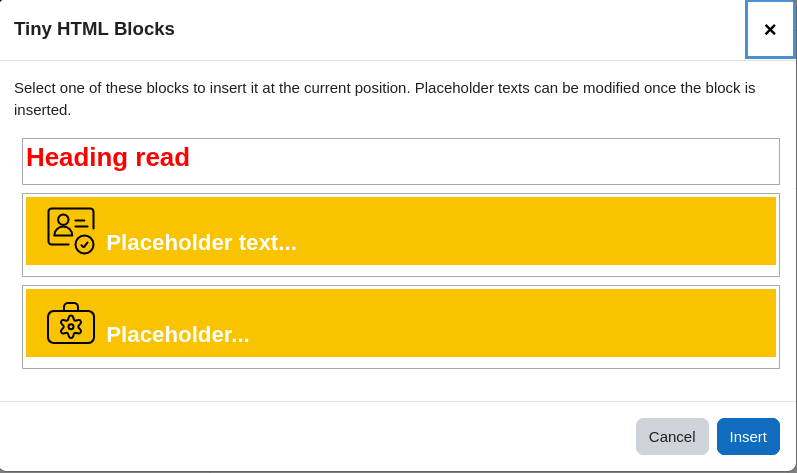 Tiny HTML Blocks
×
Select one of these blocks to insert it at the current position. Placeholder texts can be modified once the block is
inserted.
Heading read
Placeholder text...
Placeholder...
Cancel
Insert